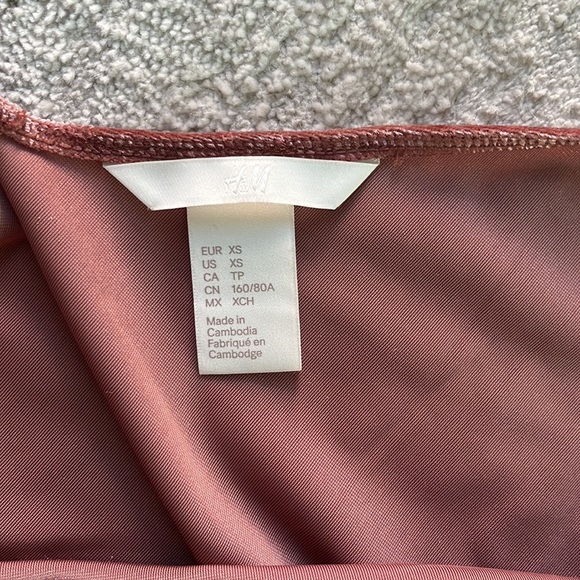 H&M
EUR XS
US XS
CA TP
CN 160/80A
MX XCH
Made in
Cambodia
Fabriqué en
Cambodge